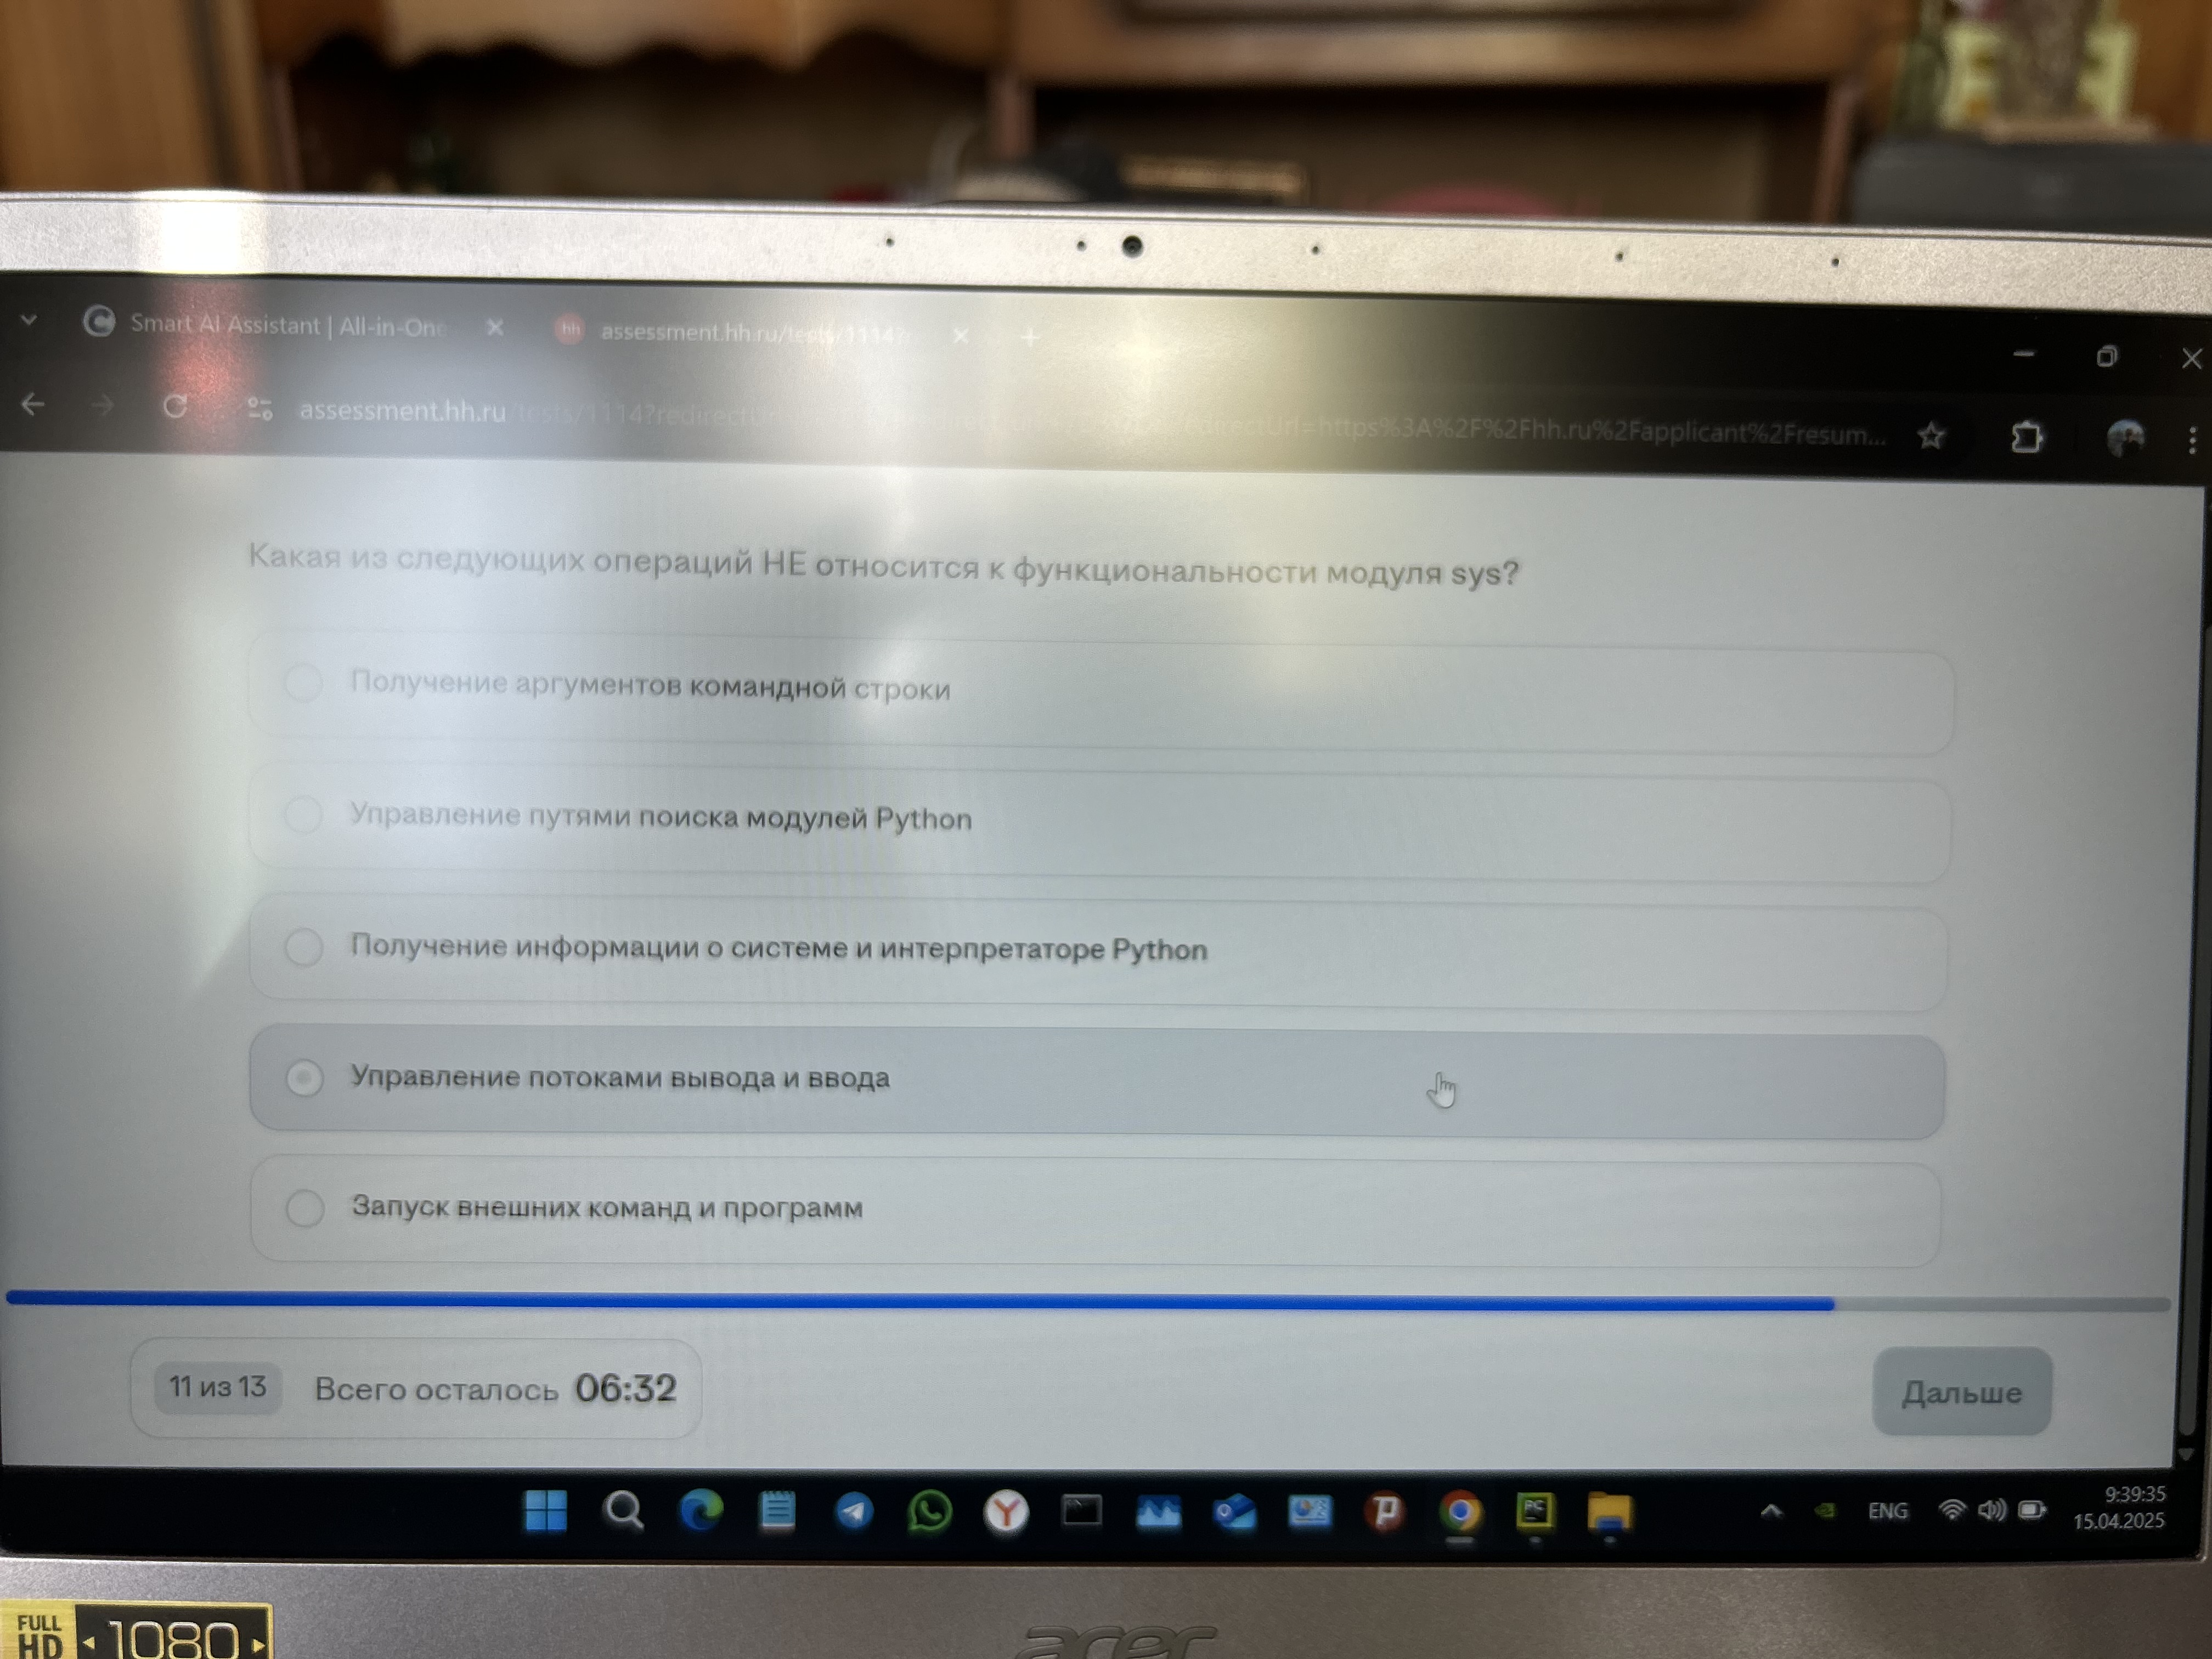 Smart AI Assistant | All-in-One
hh assessment.hh.ru/tests/1114?
assessment.hh.ru/tests/1114?redirectU
directUrl=https%3A%2F%2Fhh.ru%2Fapplicant%2Fresum...
Какая из следующих операций НЕ относится к функциональности модуля sys?
Получение аргументов командной строки
Управление путями поиска модулей Python
Получение информации о системе и интерпретаторе Python
Управление потоками вывода и ввода
Запуск внешних команд и программ
11 из 13
Всего осталось 06:32
Дальше
ENG
9:39:35
15.04.2025
FULL
HD
1080
acer